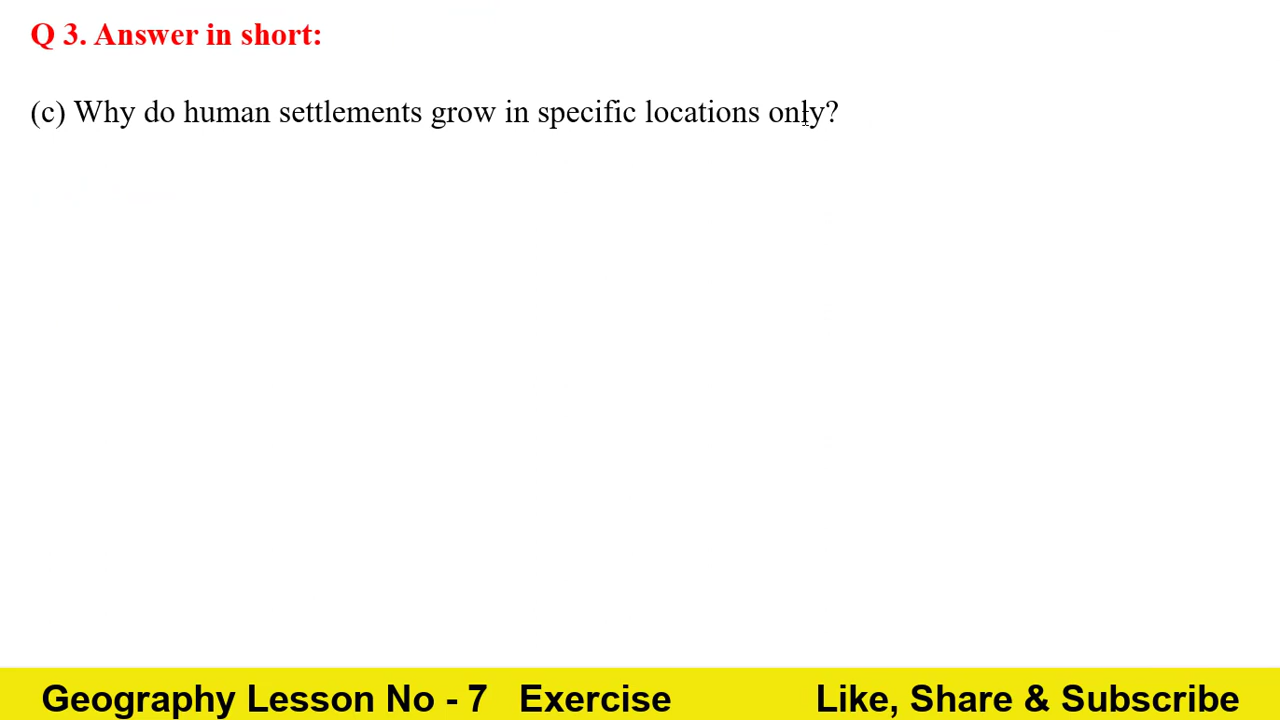 Q 3. Answer in short:
(c) Why do human settlements grow in specific locations only?
Geography Lesson No - 7 Exercise Like, Share & Subscribe